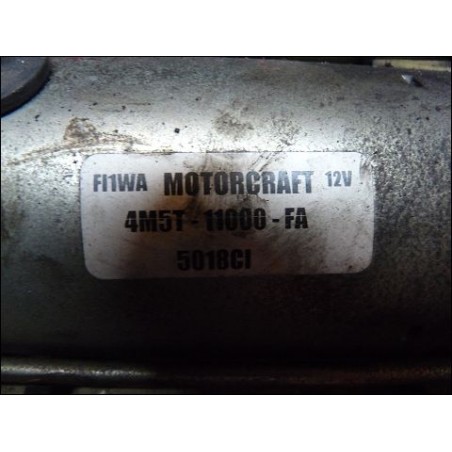 FI1WA MOTORCRAFT 12V
4M5T - 11000 - FA
5018CI